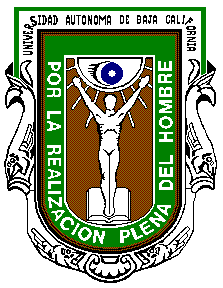 UNIVERSIDAD AUTONOMA DE BAJA CALIFORNIA
POR LA REALIZACION PLENA DEL HOMBRE